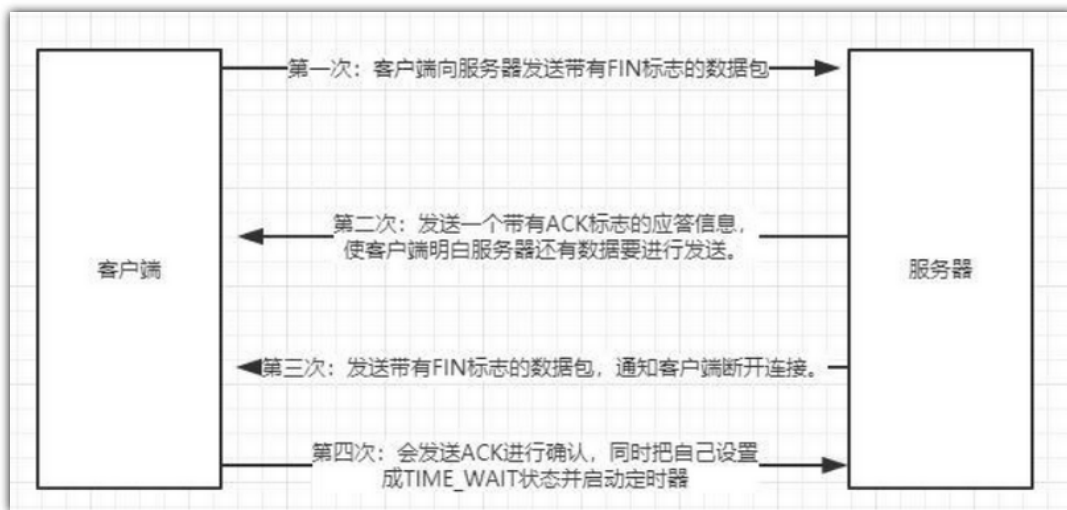 第一次：客户端向服务器发送带有FIN标志的数据包
第二次：发送一个带有ACK标志的应答信息，
使客户端明白服务器还有数据要进行发送。
客户端
服务器
第三次：发送带有FIN标志的数据包，通知客户端断开连接。
第四次：会发送ACK进行确认，同时把自己设置
成TIME_WAIT状态并启动定时器